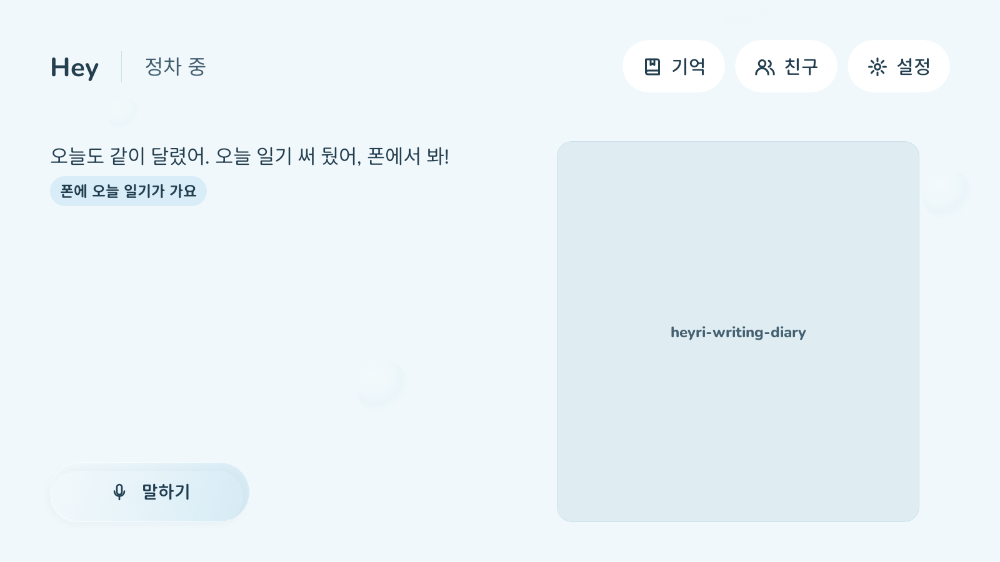 Hey
정차 중
기억
친구
설정
오늘도 같이 달렸어. 오늘 일기 써 뒀어, 폰에서 봐!
폰에 오늘 일기가 가요
heyri-writing-diary
말하기